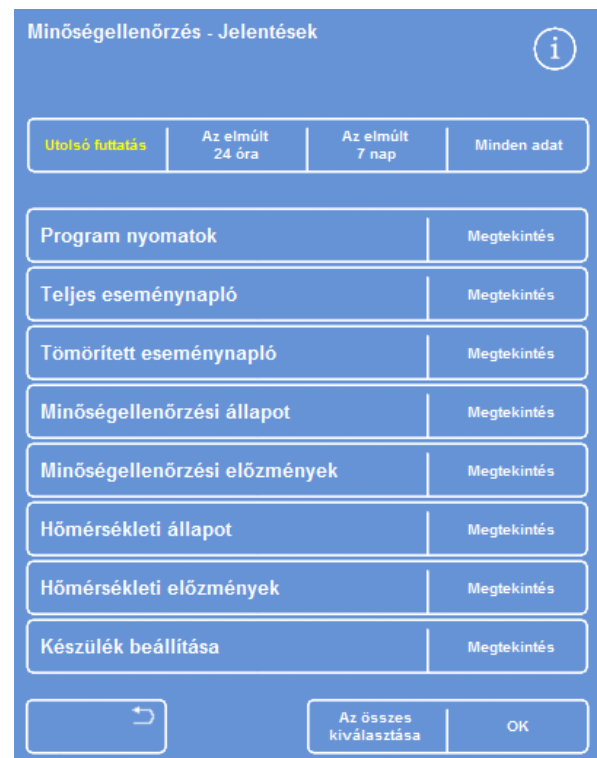 Minőségellenőrzés - Jelentések
i
Utolsó futtatás
Az elmúlt
24 óra
Az elmúlt
7 nap
Minden adat
Program nyomatok
Megtekintés
Teljes eseménynapló
Megtekintés
Tömörített eseménynapló
Megtekintés
Minőségellenőrzési állapot
Megtekintés
Minőségellenőrzési előzmények
Megtekintés
Hőmérsékleti állapot
Megtekintés
Hőmérsékleti előzmények
Megtekintés
Készülék beállítása
Megtekintés
Az összes
kiválasztása
OK